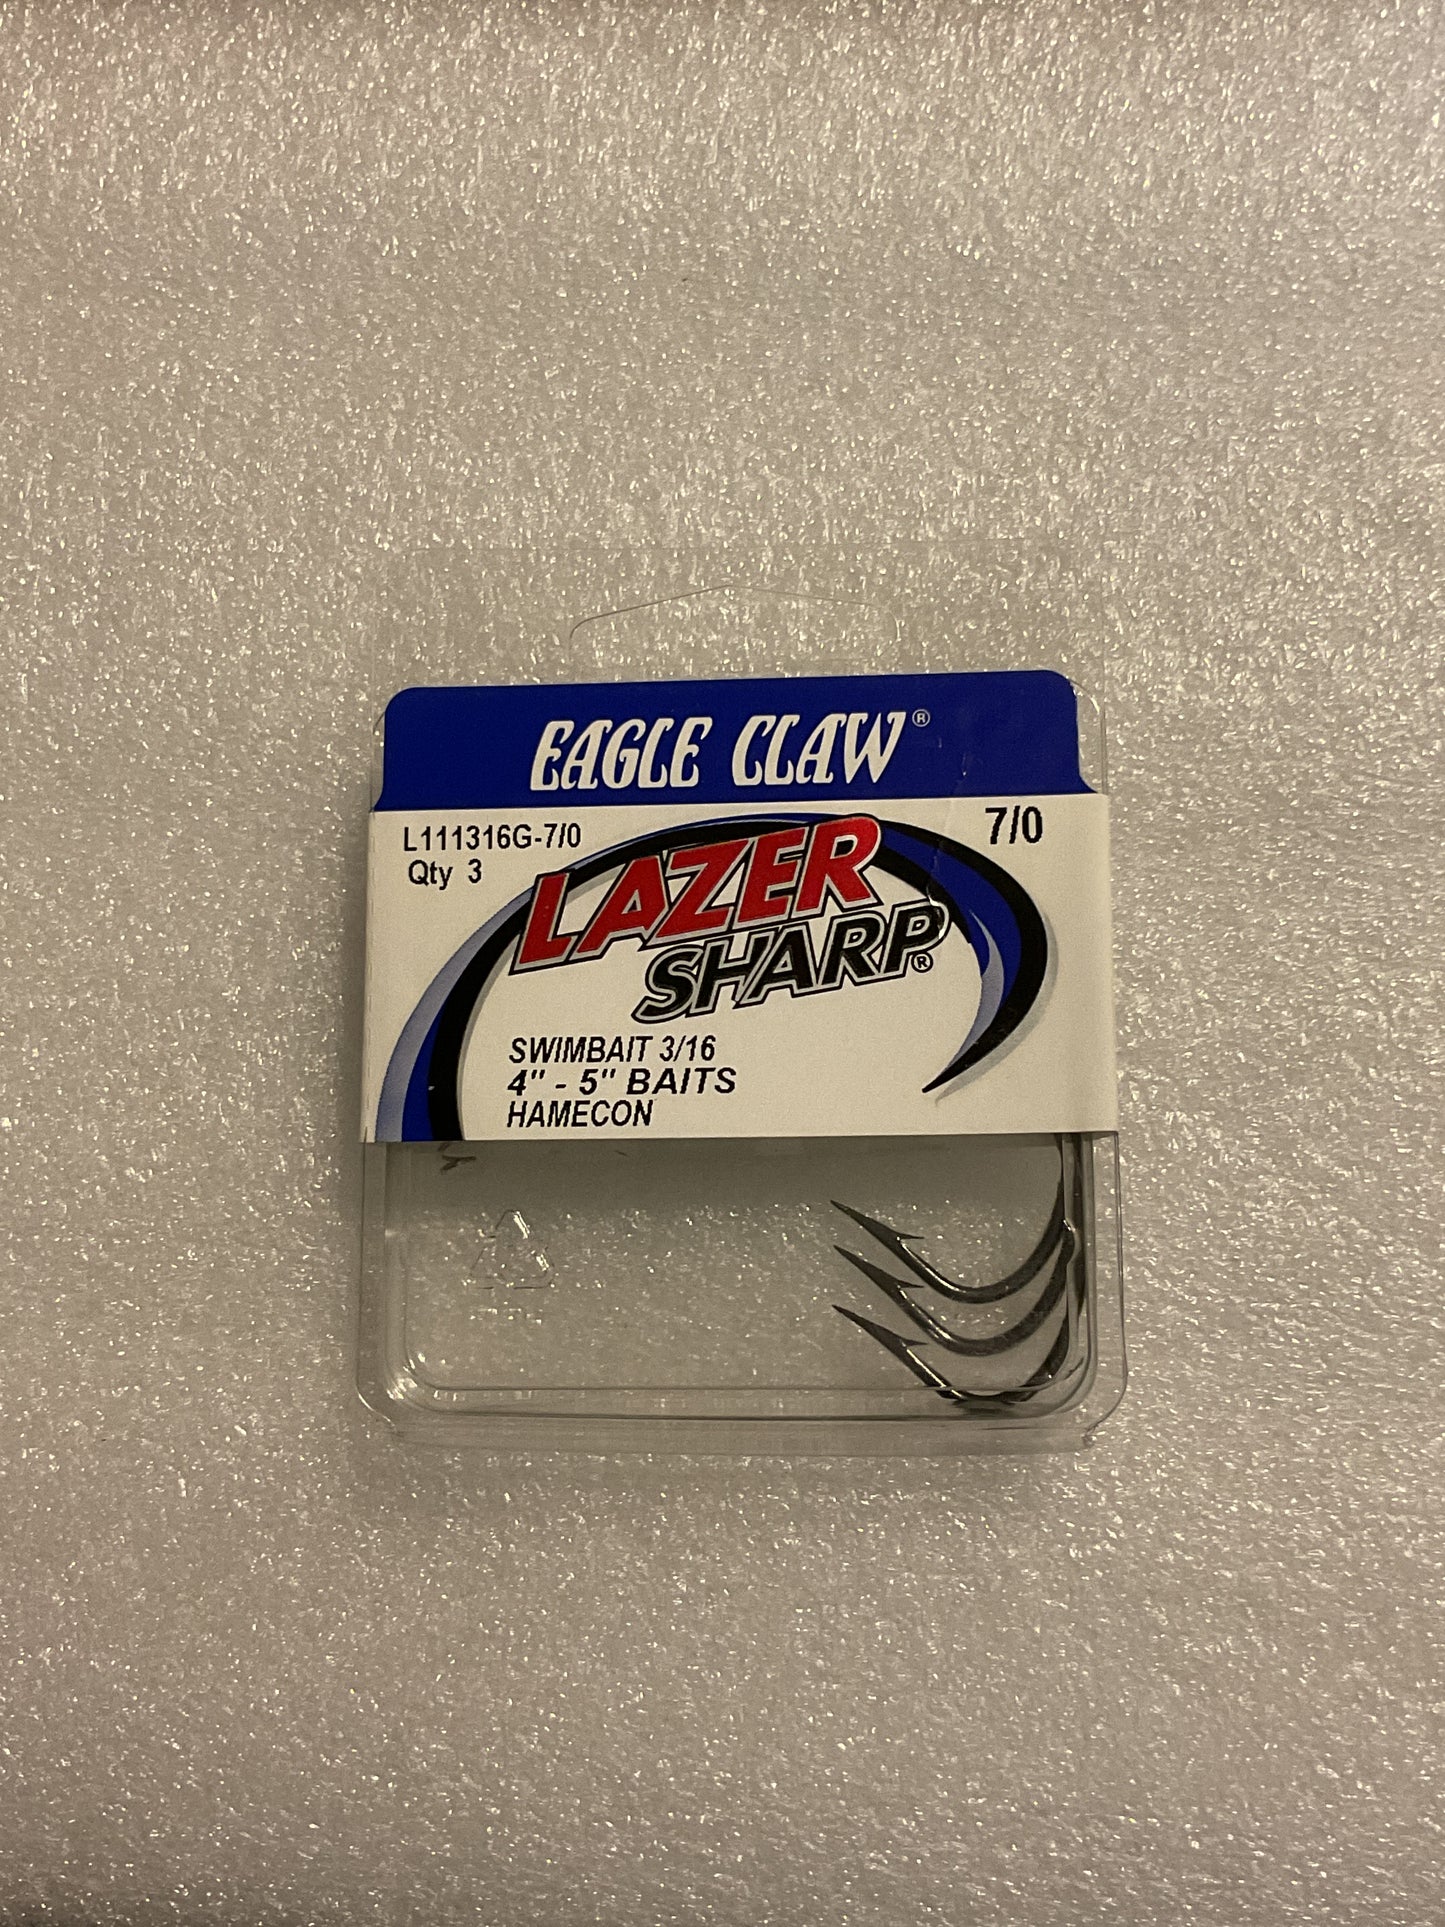 EAGLE CLAW®
L111316G-7/0
7/0
Qty 3
LAZER
SHARP®
SWIMBAIT 3/16
4" - 5" BAITS
HAMECON